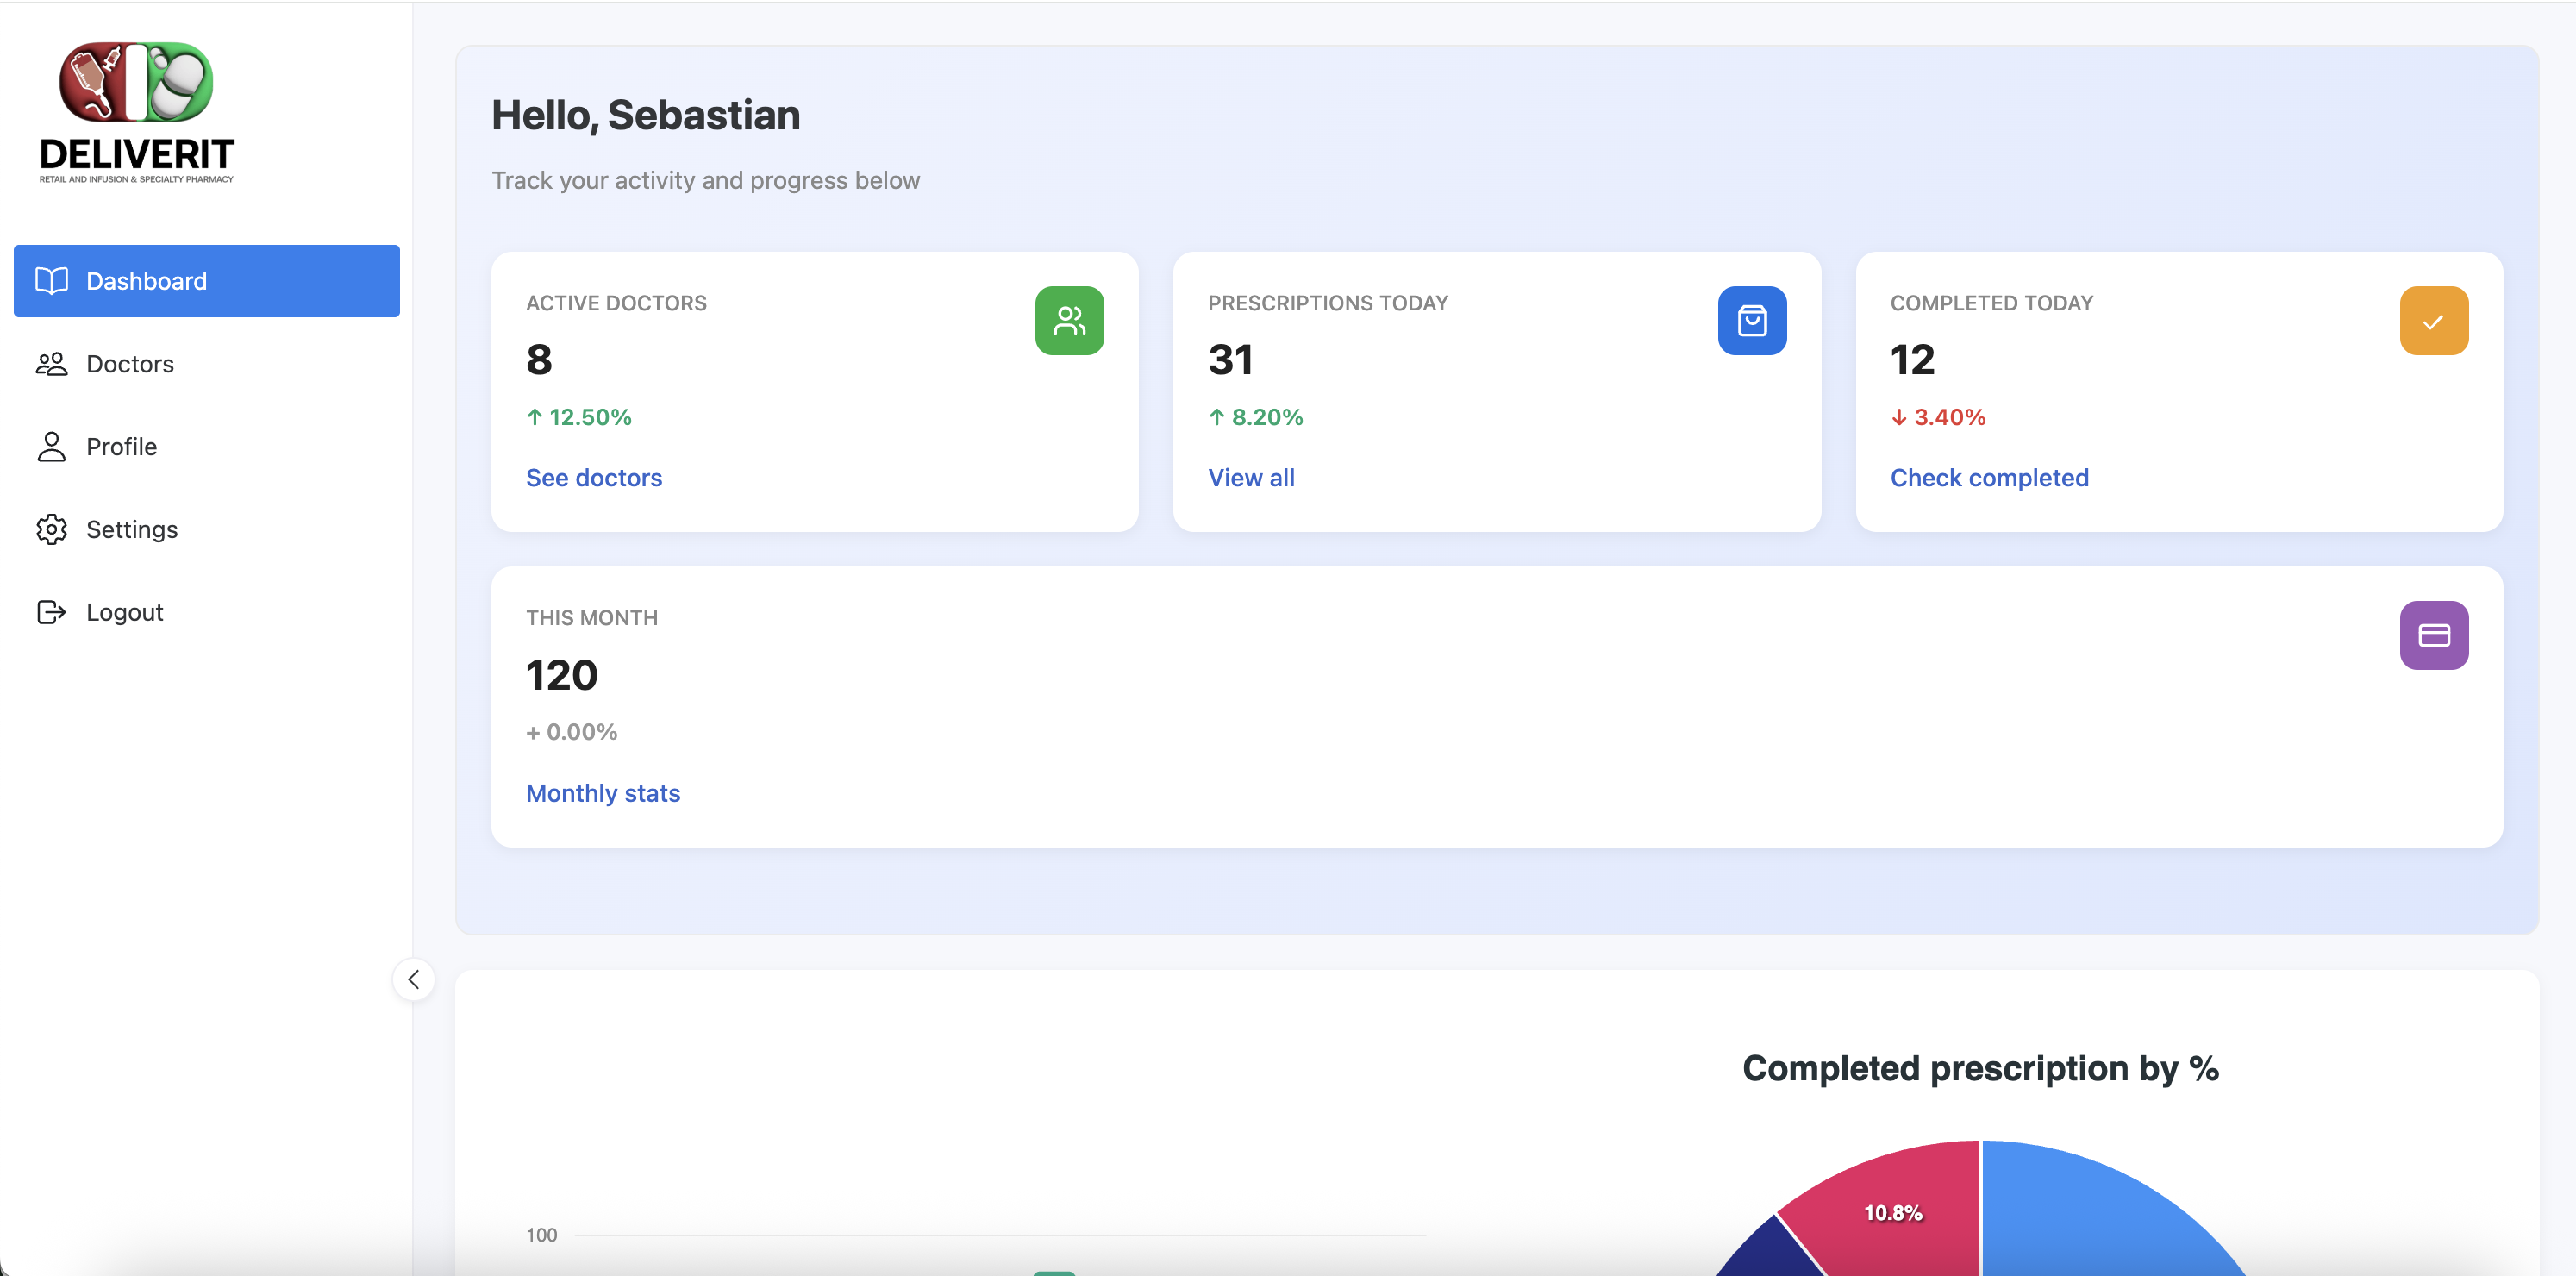 DELIVERIT
RETAIL AND INFUSION & SPECIALTY PHARMACY
Dashboard
Doctors
Profile
Settings
Logout
Hello, Sebastian
Track your activity and progress below
ACTIVE DOCTORS
8
↑ 12.50%
See doctors
PRESCRIPTIONS TODAY
31
↑ 8.20%
View all
COMPLETED TODAY
12
↓ 3.40%
Check completed
THIS MONTH
120
+ 0.00%
Monthly stats
100
Completed prescription by %
10.8%